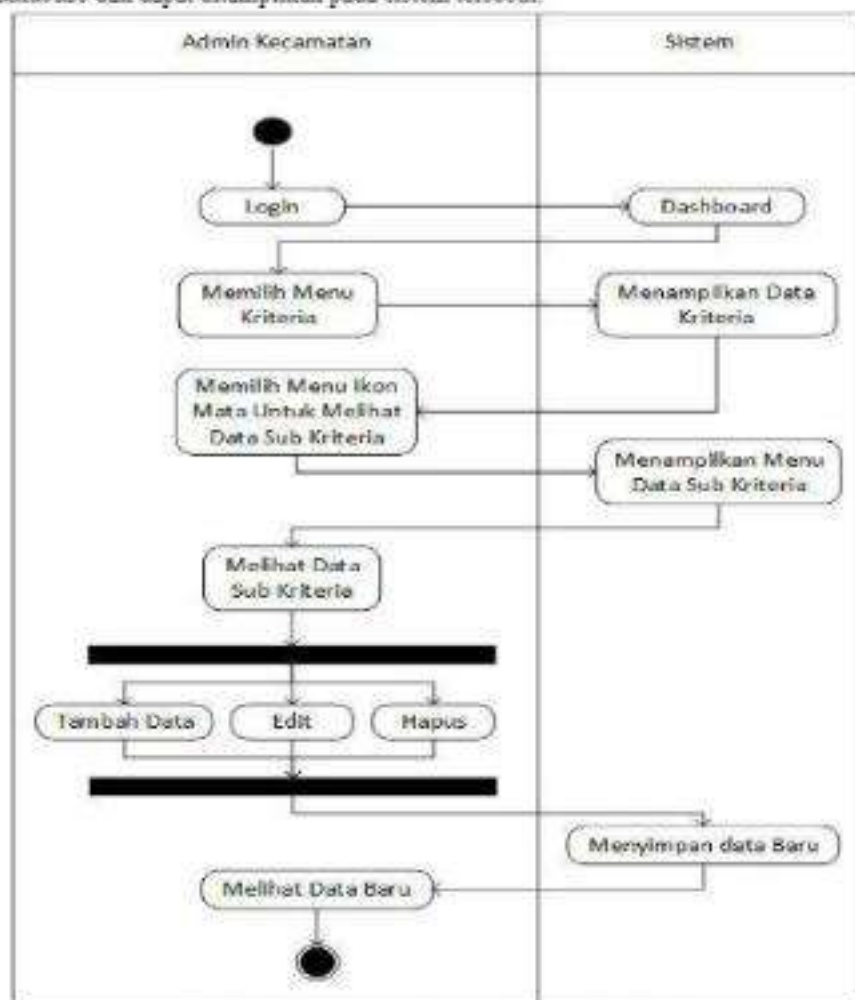 Admin Kecamatan
Sistem
Login
Dashboard
Memilih Menu
Kriteria
Menampilkan Data
Kriteria
Memilih Menu Ikon
Mata Untuk Melihat
Data Sub Kriteria
Menampilkan Menu
Data Sub Kriteria
Melihat Data
Sub Kriteria
Tambah Data
Edit
Hapus
Menyimpan data Baru
Melihat Data Baru